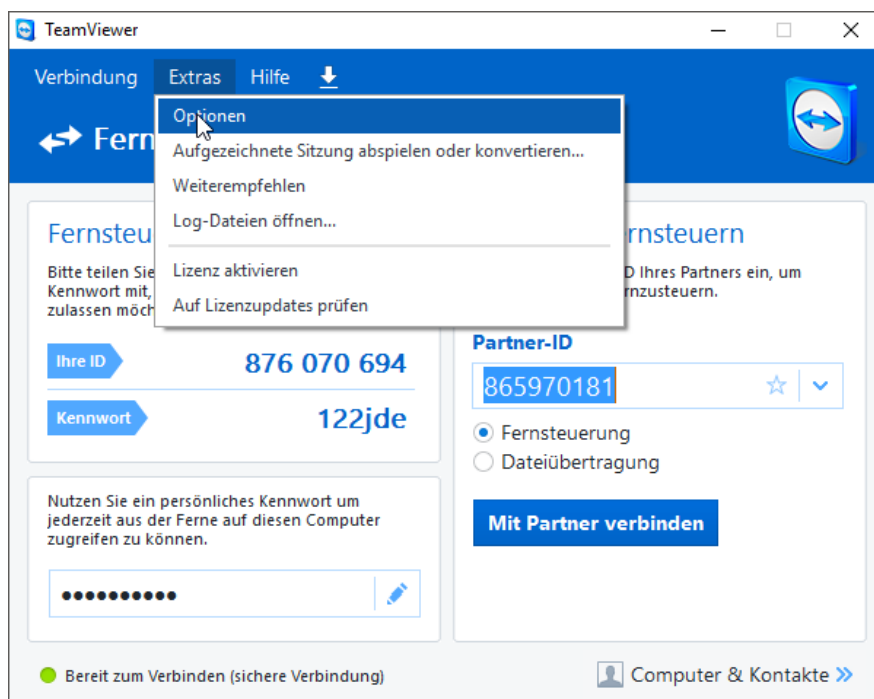 TeamViewer
Verbindung Extras Hilfe
Fern
Optionen
Aufgezeichnete Sitzung abspielen oder konvertieren...
Weiterempfehlen
Log-Dateien öffnen...
Lizenz aktivieren
Auf Lizenzupdates prüfen
Fernsteu
Bitte teilen Sie
Kennwort mit,
zulassen möch
Ihre ID 876 070 694
Kennwort 122jde
Nutzen Sie ein persönliches Kennwort um
jederzeit aus der Ferne auf diesen Computer
zugreifen zu können.
••••••••••
rnsteuern
D Ihres Partners ein, um
rnzusteuern.
Partner-ID
865970181
Fernsteuerung
Dateiübertragung
Mit Partner verbinden
Bereit zum Verbinden (sichere Verbindung)
Computer & Kontakte